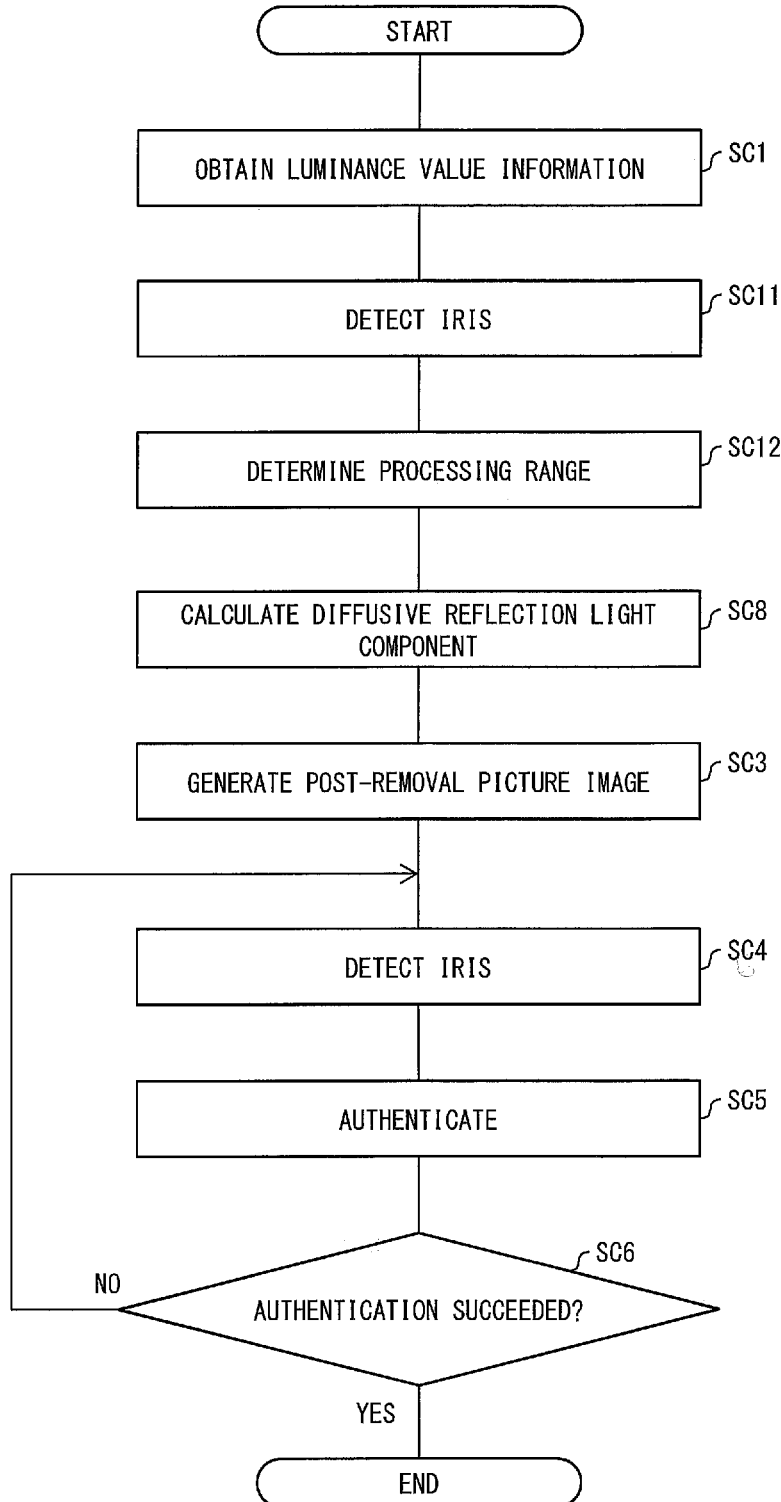 START
OBTAIN LUMINANCE VALUE INFORMATION
SC1
DETECT IRIS
SC11
DETERMINE PROCESSING RANGE
SC12
CALCULATE DIFFUSIVE REFLECTION LIGHT
COMPONENT
SC8
GENERATE POST-REMOVAL PICTURE IMAGE
SC3
DETECT IRIS
SC4
AUTHENTICATE
SC5
SC6
NO
AUTHENTICATION SUCCEEDED?
YES
END